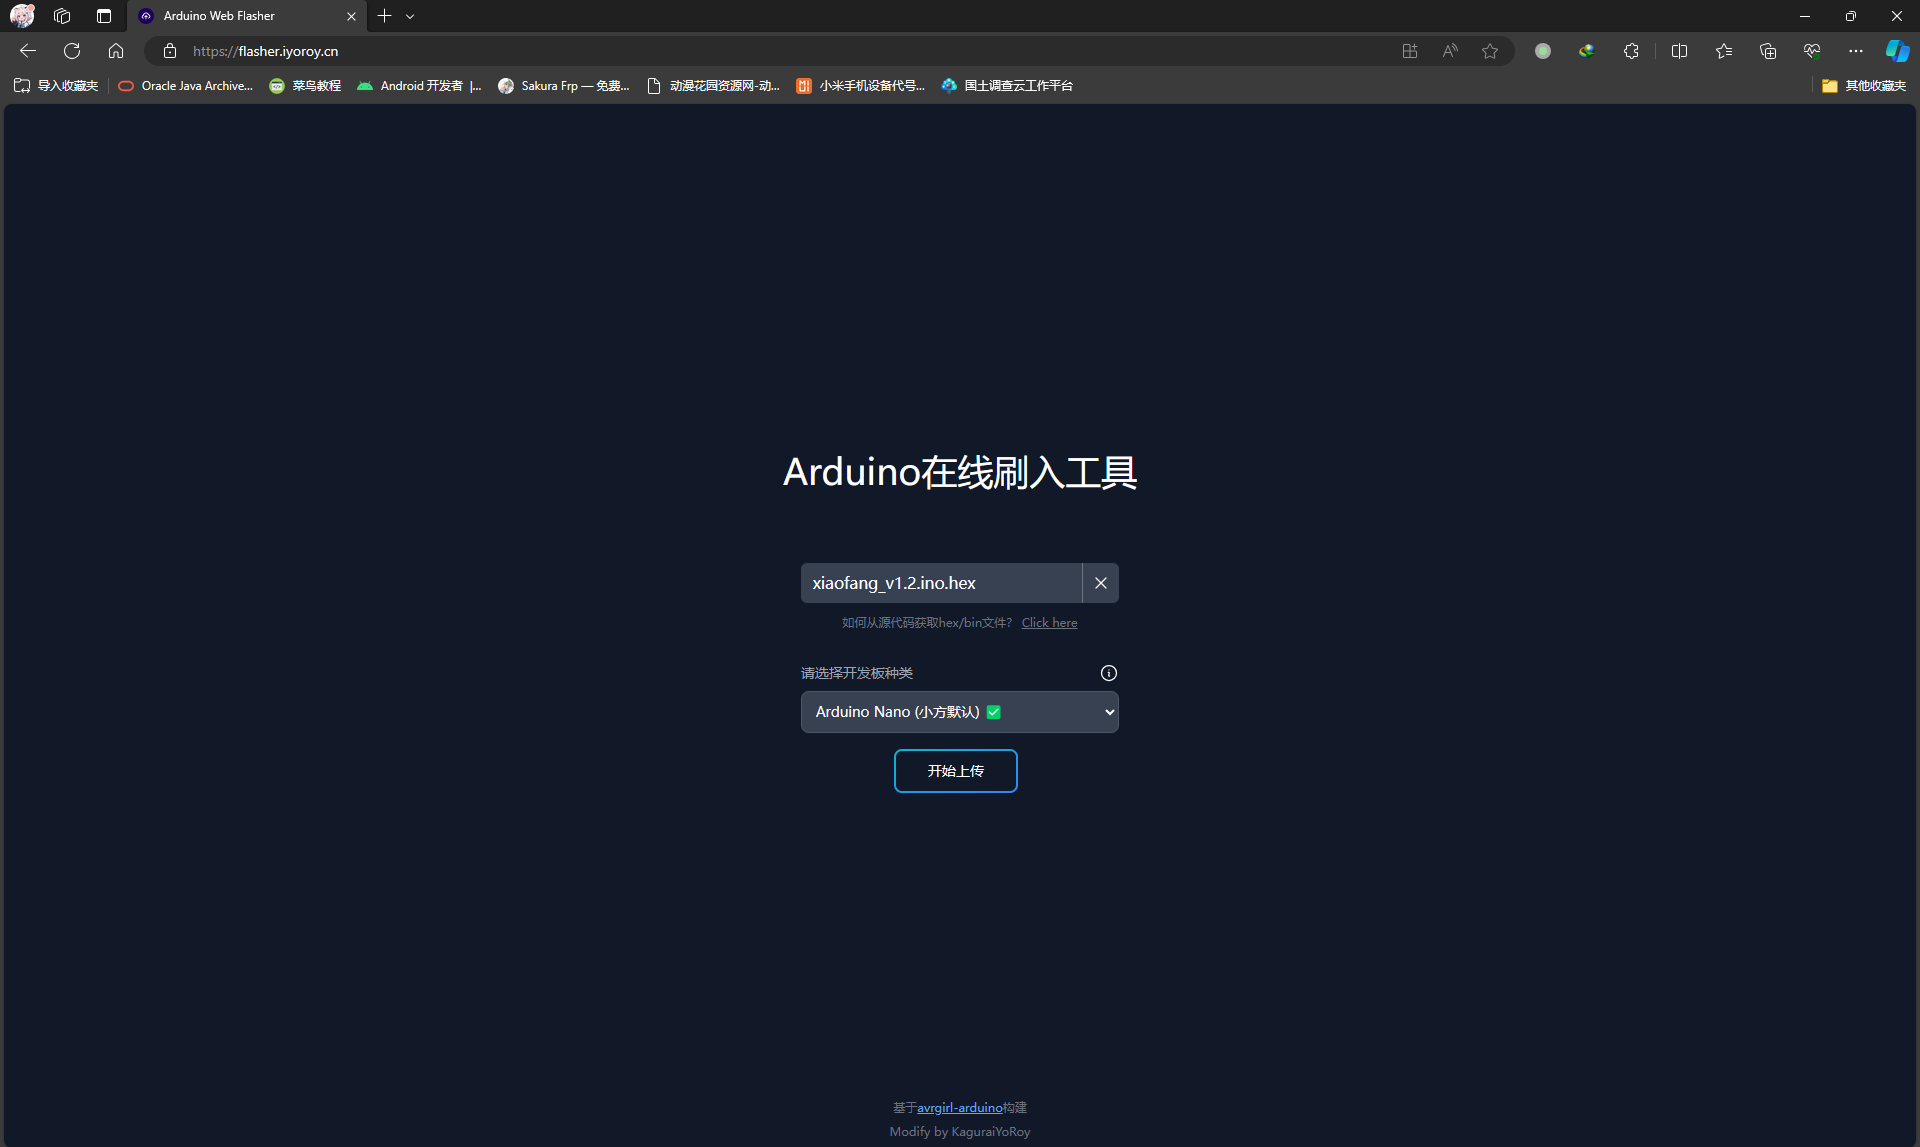 Arduino Web Flasher
https://flasher.iyoroy.cn
导入收藏夹
Oracle Java Archive...
菜鸟教程
Android 开发者 |...
Sakura Frp — 免费...
动漫花园资源网-动...
小米手机设备代号...
国土调查云工作平台
其他收藏夹
Arduino在线刷入工具
xiaofang_v1.2.ino.hex
如何从源代码获取hex/bin文件? Click here
请选择开发板种类
Arduino Nano (小方默认) ✅
开始上传
基于avrgirl-arduino构建
Modify by KaguraiYoRoy